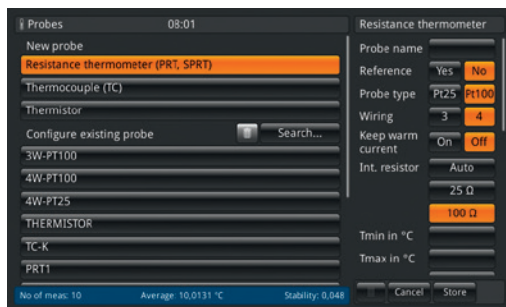 Probes 08:01
New probe
Resistance thermometer (PRT, SPRT)
Thermocouple (TC)
Thermistor
Configure existing probe Search...
3W-PT100
4W-PT100
4W-PT25
THERMISTOR
TC-K
PRT1
No of meas: 10 Average: 10,0131 °C Stability: 0,048
Resistance thermometer
Probe name
Reference Yes No
Probe type Pt25 Pt100
Wiring 3 4
Keep warm
current On Off
Int. resistor Auto
25 Ω
100 Ω
Tmin in °C
Tmax in °C
Cancel Store